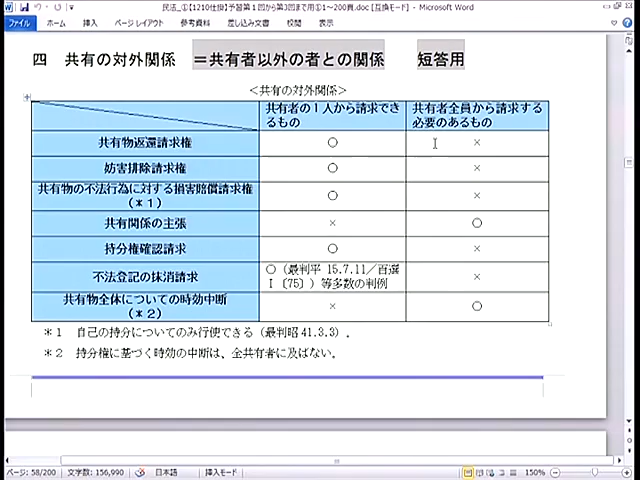 民法_①【1210仕掛】予習第1回から第3回まで用①1～200頁.doc [互換モード] - Microsoft Word
ファイル ホーム 挿入 ページ レイアウト 参考資料 差し込み文書 校閲 表示
四 共有の対外関係 ＝共有者以外の者との関係 短答用
＜共有の対外関係＞
共有者の１人から請求できるもの 共有者全員から請求する必要のあるもの
共有物返還請求権 ○ ×
妨害排除請求権 ○ ×
共有物の不法行為に対する損害賠償請求権（＊１） ○ ×
共有関係の主張 × ○
持分権確認請求 ○ ×
不法登記の抹消請求 ○（最判平 15.7.11／百選Ⅰ〔75〕）等多数の判例 ×
共有物全体についての時効中断（＊２） × ○
＊１ 自己の持分についてのみ行使できる（最判昭 41.3.3）．
＊２ 持分権に基づく時効の中断は、全共有者に及ばない．
ページ: 58/200 文字数: 156,990 日本語 挿入モード 150%